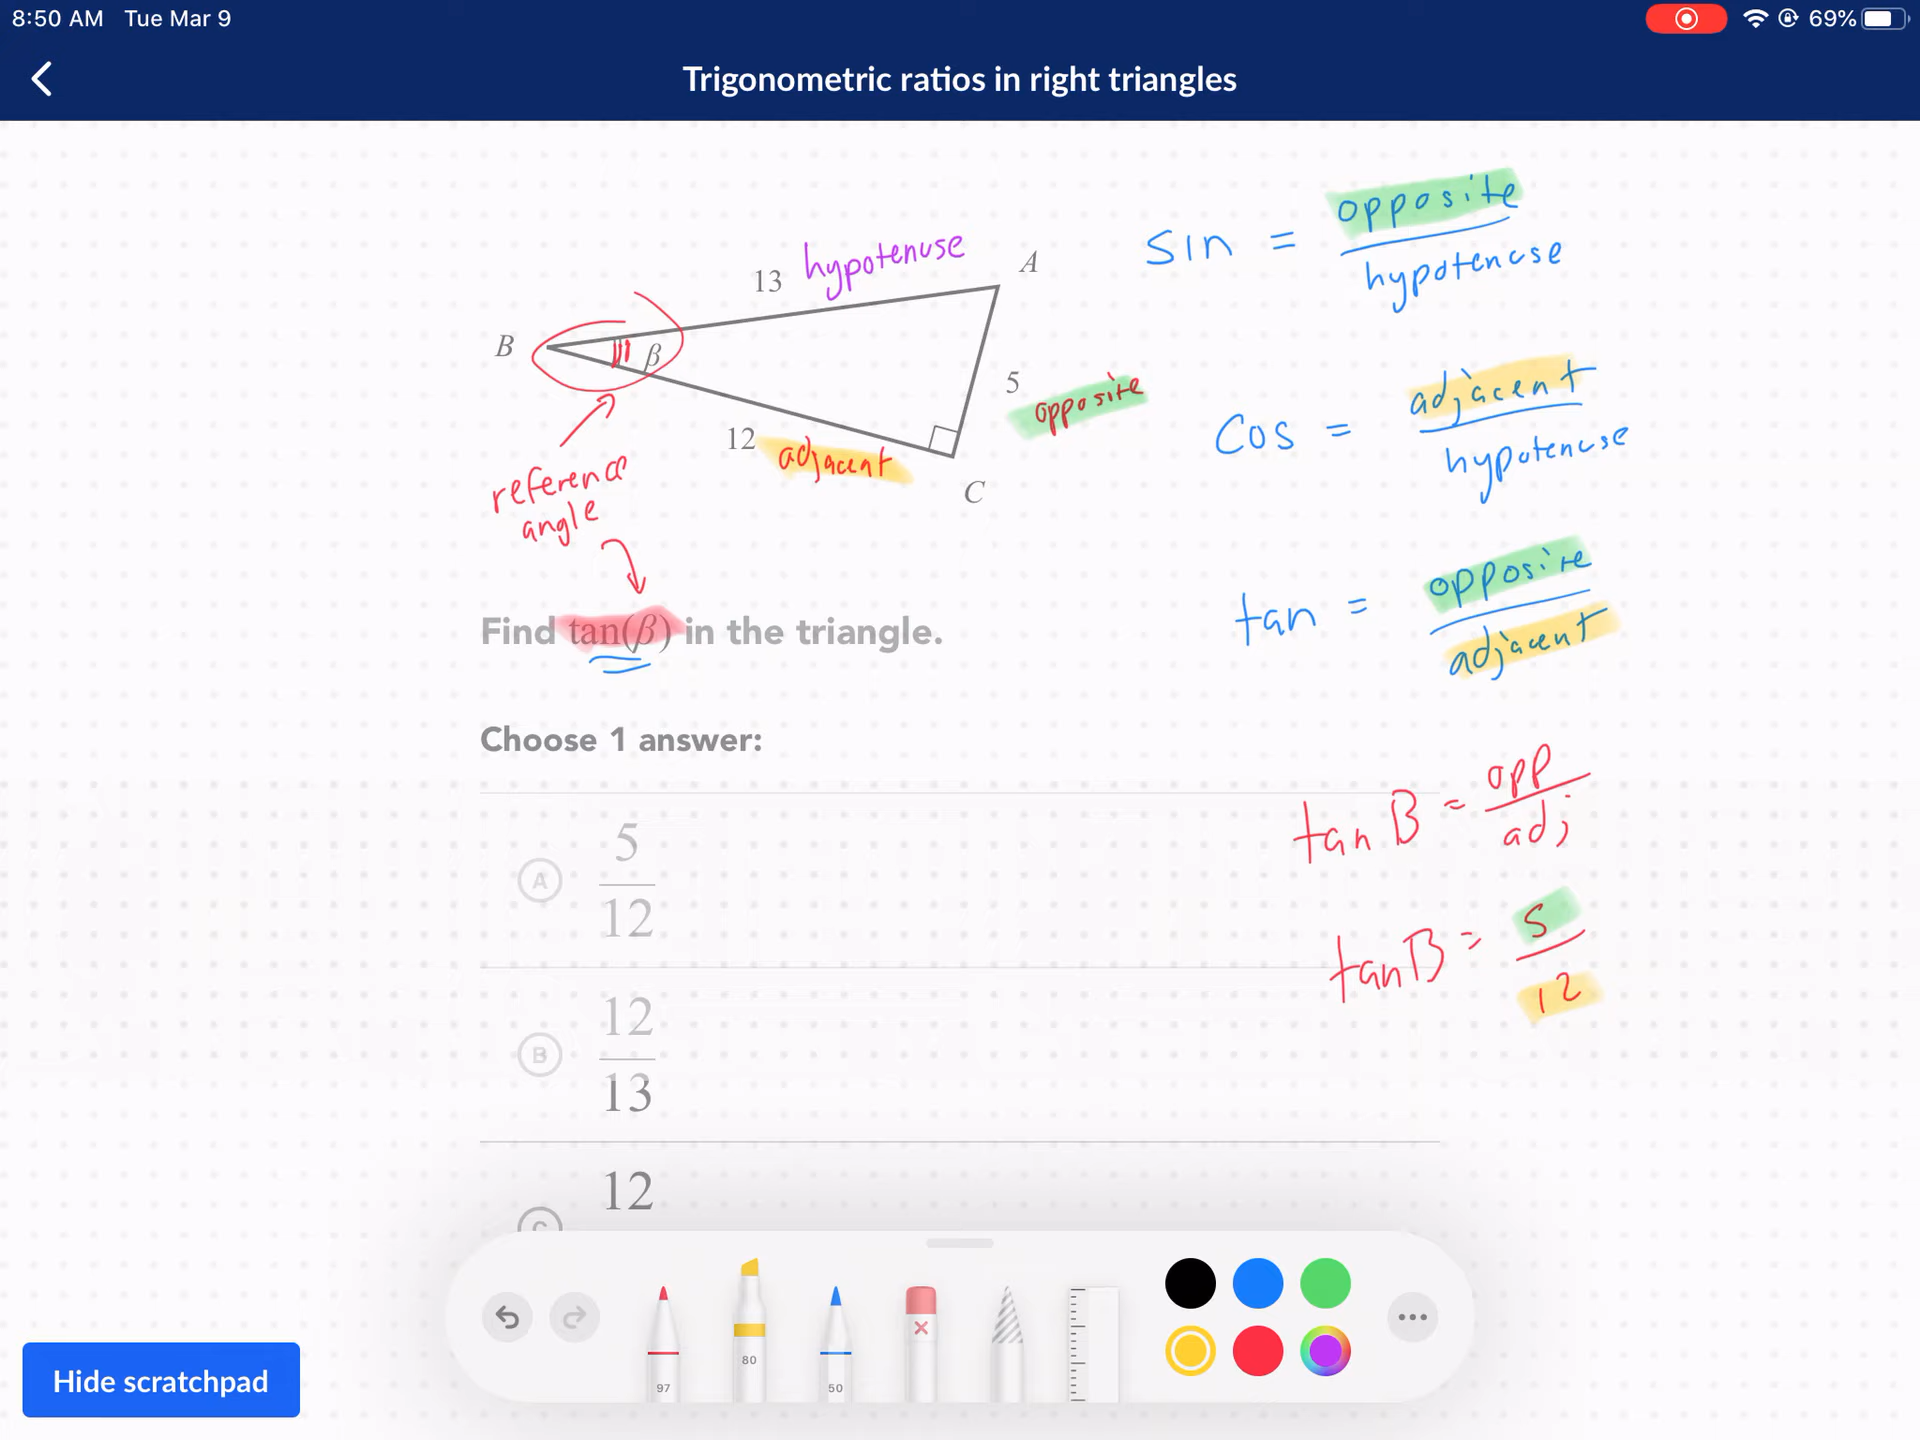 8:50 AM Tue Mar 9
69%
Trigonometric ratios in right triangles
13 hypotenuse
A
B
β
5 opposite
12 adjacent
C
reference
angle
Find tan(β) in the triangle.
Choose 1 answer:
A
5
12
B
12
13
C
12
sin = opposite
hypotenuse
Cos = adjacent
hypotenuse
tan = opposite
adjacent
tan B = opp
adj
tan B = 5
12
97
80
50
Hide scratchpad